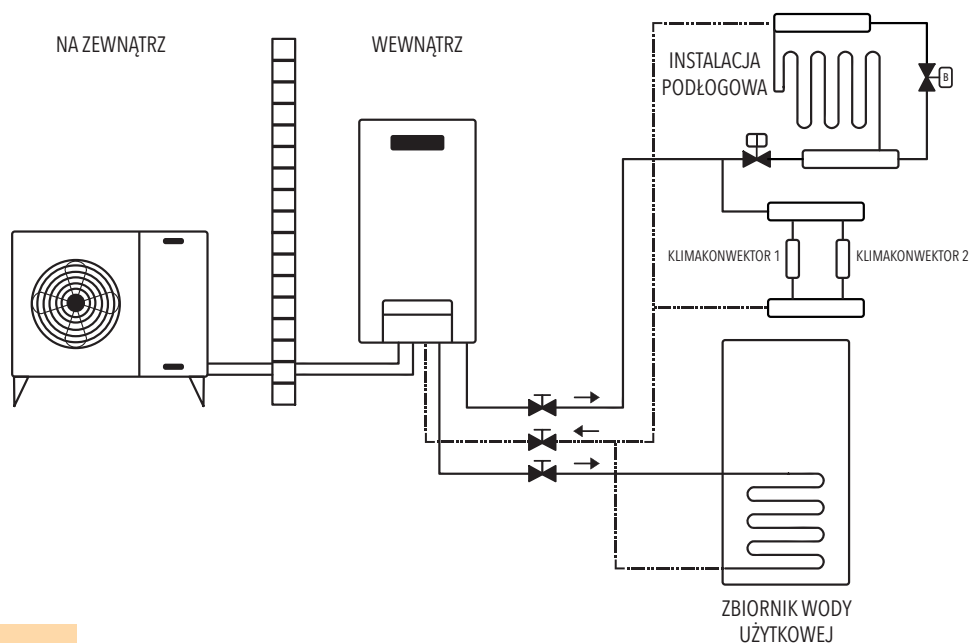 NA ZEWNĄTRZ
WEWNĄTRZ
INSTALACJA
PODŁOGOWA
B
KLIMAKONWEKTOR 1
KLIMAKONWEKTOR 2
ZBIORNIK WODY
UŻYTKOWEJ